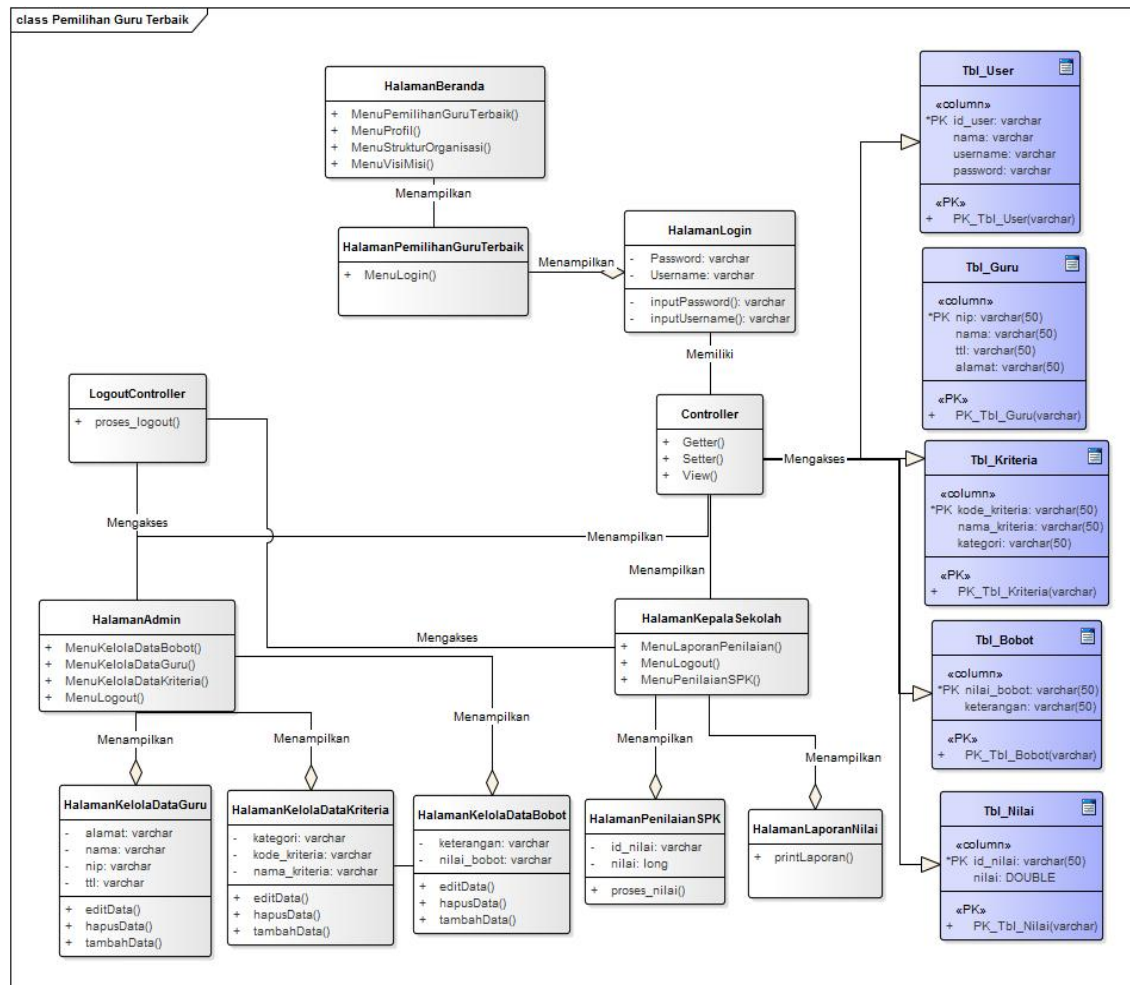 class Pemilihan Guru Terbaik
HalamanBeranda
+ MenuPemilihanGuruTerbaik()
+ MenuProfil()
+ MenuStrukturOrganisasi()
+ MenuVisiMisi()
Menampilkan
HalamanPemilihanGuruTerbaik
+ MenuLogin()
Menampilkan
HalamanLogin
- Password: varchar
- Username: varchar
- inputPassword(): varchar
- inputUsername(): varchar
Memiliki
LogoutController
+ proses_logout()
Controller
+ Getter()
+ Setter()
+ View()
Mengakses
Mengakses
Menampilkan
Menampilkan
HalamanAdmin
+ MenuKelolaDataBobot()
+ MenuKelolaDataGuru()
+ MenuKelolaDataKriteria()
+ MenuLogout()
Mengakses
HalamanKepalaSekolah
+ MenuLaporanPenilaian()
+ MenuLogout()
+ MenuPenilaianSPK()
Menampilkan
Menampilkan
Menampilkan
Menampilkan
Menampilkan
HalamanKelolaDataGuru
- alamat: varchar
- nama: varchar
- nip: varchar
- ttl: varchar
+ editData()
+ hapusData()
+ tambahData()
HalamanKelolaDataKriteria
- kategori: varchar
- kode_kriteria: varchar
- nama_kriteria: varchar
+ editData()
+ hapusData()
+ tambahData()
HalamanKelolaDataBobot
- keterangan: varchar
- nilai_bobot: varchar
+ editData()
+ hapusData()
+ tambahData()
HalamanPenilaianSPK
- id_nilai: varchar
- nilai: long
+ proses_nilai()
HalamanLaporanNilai
+ printLaporan()
Tbl_User
«column»
*PK id_user: varchar
nama: varchar
username: varchar
password: varchar
«PK»
+ PK_Tbl_User(varchar)
Tbl_Guru
«column»
*PK nip: varchar(50)
nama: varchar(50)
ttl: varchar(50)
alamat: varchar(50)
«PK»
+ PK_Tbl_Guru(varchar)
Tbl_Kriteria
«column»
*PK kode_kriteria: varchar(50)
nama_kriteria: varchar(50)
kategori: varchar(50)
«PK»
+ PK_Tbl_Kriteria(varchar)
Tbl_Bobot
«column»
*PK nilai_bobot: varchar(50)
keterangan: varchar(50)
«PK»
+ PK_Tbl_Bobot(varchar)
Tbl_Nilai
«column»
*PK id_nilai: varchar(50)
nilai: DOUBLE
«PK»
+ PK_Tbl_Nilai(varchar)